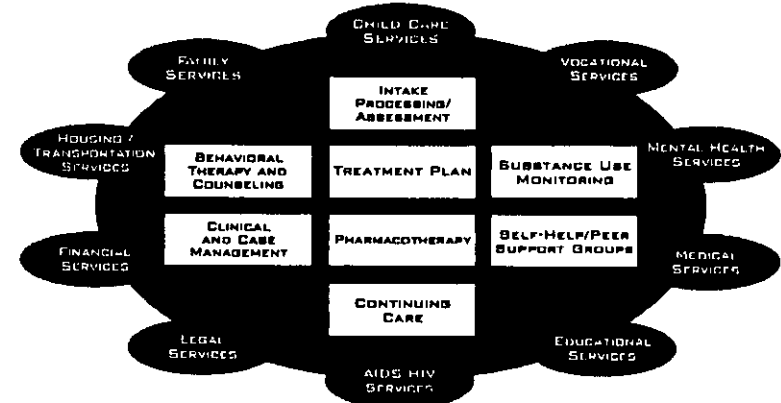 CHILD CARE
SERVICES
FAMILY
SERVICES
VOCATIONAL
SERVICES
INTAKE
PROCESSING/
ASSESSMENT
HOUSING /
TRANSPORTATION
SERVICES
BEHAVIORAL
THERAPY AND
COUNSELING
TREATMENT PLAN
SUBSTANCE USE
MONITORING
MENTAL HEALTH
SERVICES
CLINICAL
AND CASE
MANAGEMENT
PHARMACOTHERAPY
SELF-HELP/PEER
SUPPORT GROUPS
FINANCIAL
SERVICES
MEDICAL
SERVICES
CONTINUING
CARE
LEGAL
SERVICES
EDUCATIONAL
SERVICES
AIDS HIV
SERVICES